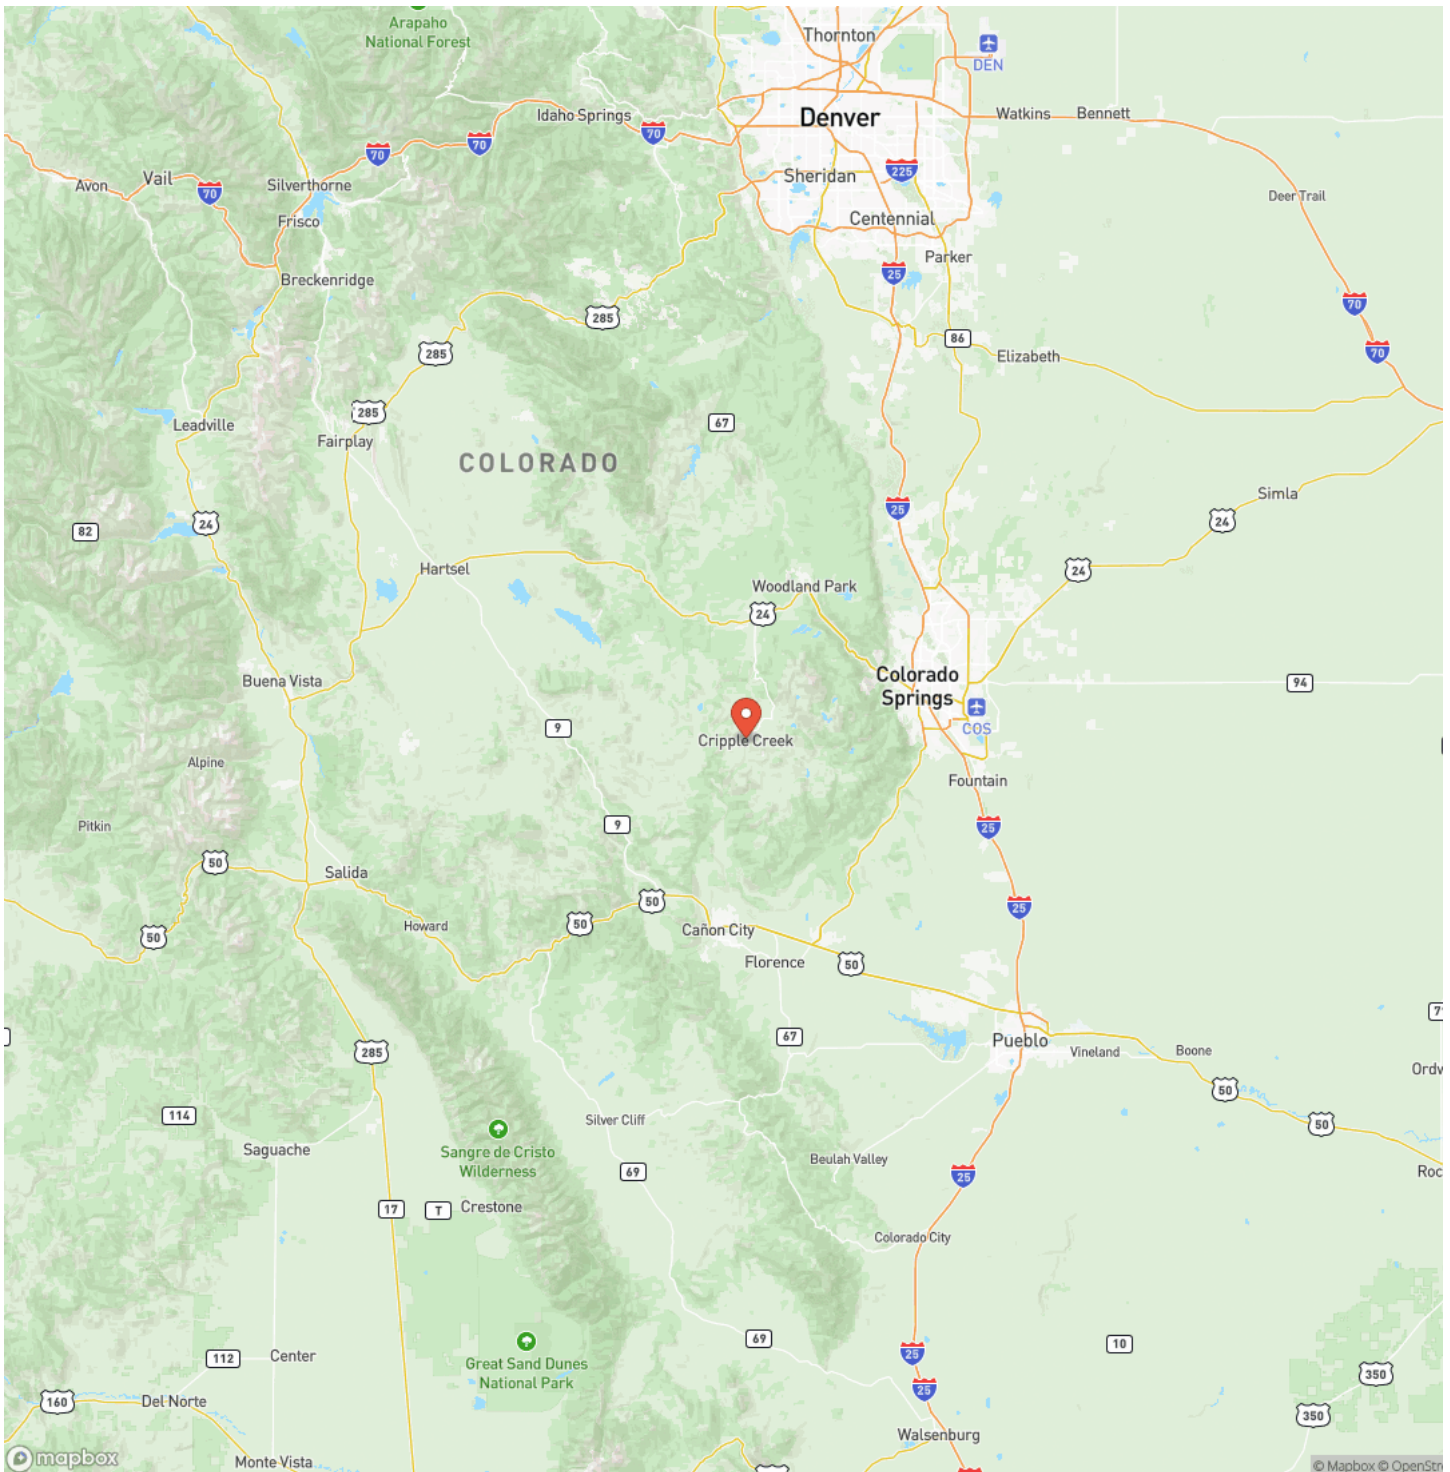 Arapaho
National Forest
Thornton
DEN
Idaho Springs
70
Denver
Watkins
Bennett
70
70
Avon
Vail
70
Silverthorne
Sheridan
225
Deer Trail
Frisco
Centennial
Breckenridge
Parker
25
70
285
86
285
Elizabeth
70
285
67
Leadville
Fairplay
COLORADO
25
Simla
24
82
24
Hartsel
24
Woodland Park
24
Buena Vista
Colorado
Springs
94
COS
9
Cripple Creek
Alpine
Fountain
Pitkin
9
25
50
Salida
50
25
Howard
50
50
Cañon City
Florence
50
71
285
67
Pueblo
Vineland
Boone
Ordv
50
114
Silver Cliff
50
Saguache
Sangre de Cristo
Wilderness
69
Beulah Valley
25
Roc
17
T
Crestone
Colorado City
69
10
112
Center
Great Sand Dunes
National Park
25
350
160
Del Norte
25
350
Walsenburg
mapbox
Monte Vista
© Mapbox © OpenStr